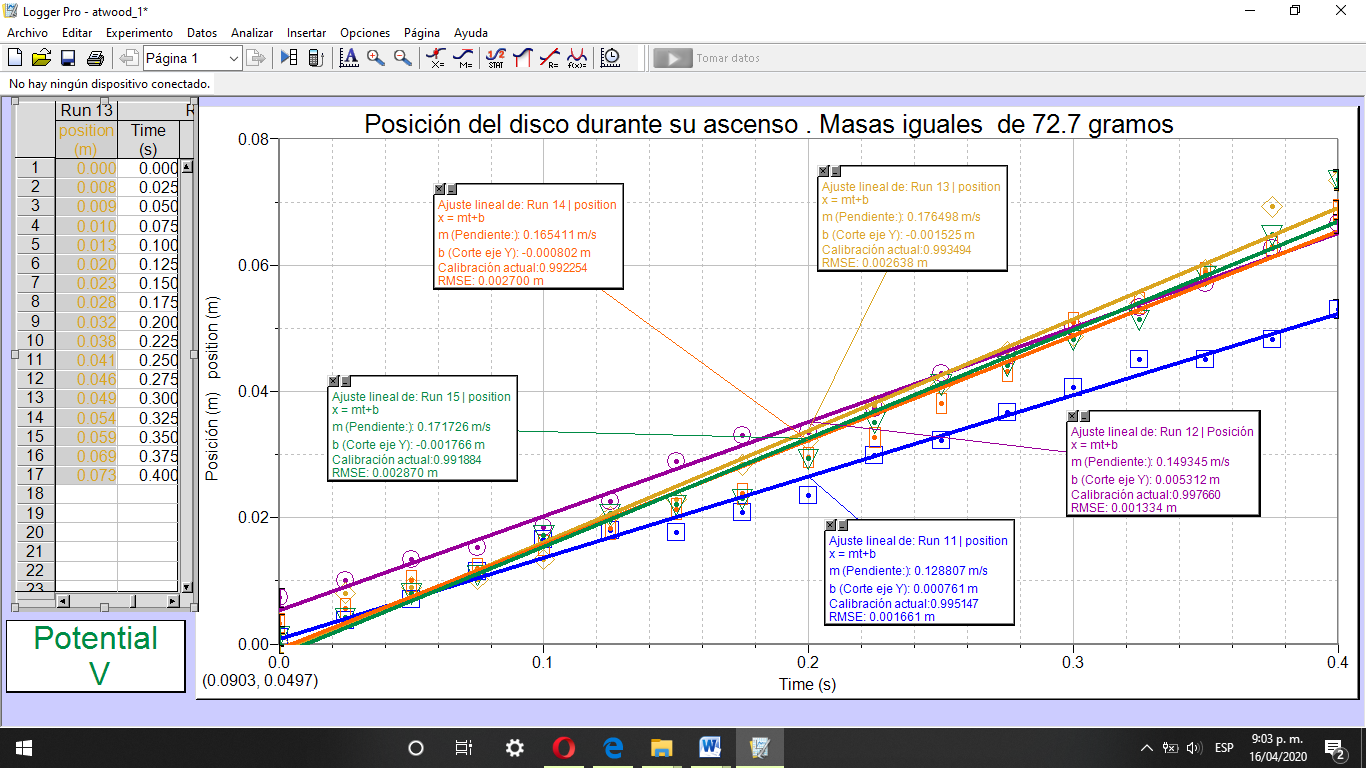 Logger Pro - atwood_1*
Archivo Editar Experimento Datos Analizar Insertar Opciones Página Ayuda
Página 1
Tomar datos
No hay ningún dispositivo conectado.
Run 13 R
position (m) Time (s)
1 0.000 0.000
2 0.008 0.025
3 0.009 0.050
4 0.010 0.075
5 0.013 0.100
6 0.020 0.125
7 0.023 0.150
8 0.028 0.175
9 0.032 0.200
10 0.038 0.225
11 0.041 0.250
12 0.046 0.275
13 0.049 0.300
14 0.054 0.325
15 0.059 0.350
16 0.069 0.375
17 0.073 0.400
18
19
20
21
22
23
Potential
V
Posición del disco durante su ascenso . Masas iguales de 72.7 gramos
0.08
0.06
0.04
0.02
0.00
Posición (m) position (m)
Ajuste lineal de: Run 14 | position
x = mt+b
m (Pendiente:): 0.165411 m/s
b (Corte eje Y): -0.000802 m
Calibración actual:0.992254
RMSE: 0.002700 m
Ajuste lineal de: Run 13 | position
x = mt+b
m (Pendiente:): 0.176498 m/s
b (Corte eje Y): -0.001525 m
Calibración actual:0.993494
RMSE: 0.002638 m
Ajuste lineal de: Run 15 | position
x = mt+b
m (Pendiente:): 0.171726 m/s
b (Corte eje Y): -0.001766 m
Calibración actual:0.991884
RMSE: 0.002870 m
Ajuste lineal de: Run 12 | Posición
x = mt+b
m (Pendiente:): 0.149345 m/s
b (Corte eje Y): 0.005312 m
Calibración actual:0.997660
RMSE: 0.001334 m
Ajuste lineal de: Run 11 | position
x = mt+b
m (Pendiente:): 0.128807 m/s
b (Corte eje Y): 0.000761 m
Calibración actual:0.995147
RMSE: 0.001661 m
0.0 0.1 0.2 0.3 0.4
(0.0903, 0.0497)
Time (s)
ESP
9:03 p. m.
16/04/2020
2